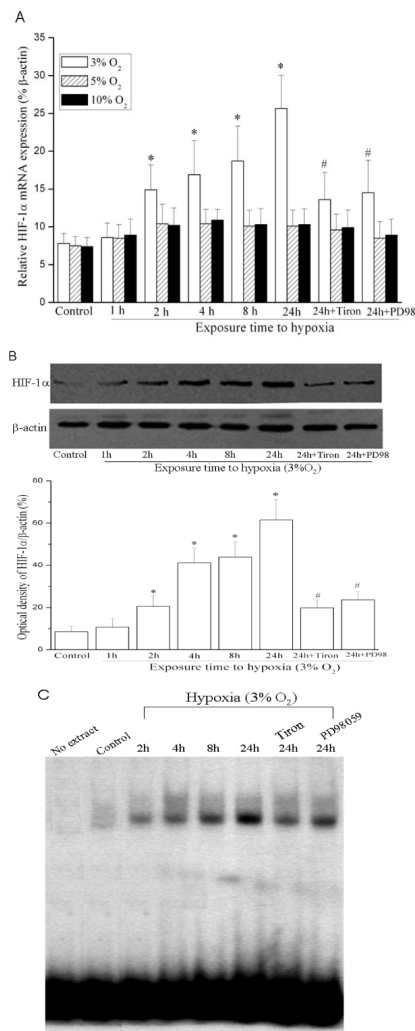 A
Relative HIF-1α mRNA expression (% β-actin)
35
30
25
20
15
10
5
0
3% O2
5% O2
10% O2
*
*
*
*
#
#
Control
1 h
2 h
4 h
8 h
24h
24h+Tiron
24h+PD98
Exposure time to hypoxia
B
HIF-1α
β-actin
Control
1h
2h
4h
8h
24h
24h+Tiron
24h+PD98
Exposure time to hypoxia (3%O2)
Optical density of HIF-1α/β-actin (%)
80
60
40
20
0
*
*
*
*
#
#
Control
1h
2h
4h
8h
24h
24h+Tiron
24h+PD98
Exposure time to hypoxia (3% O2)
C
Hypoxia (3% O2)
No extract
Control
2h
4h
8h
24h
Tiron
24h
PD98059
24h